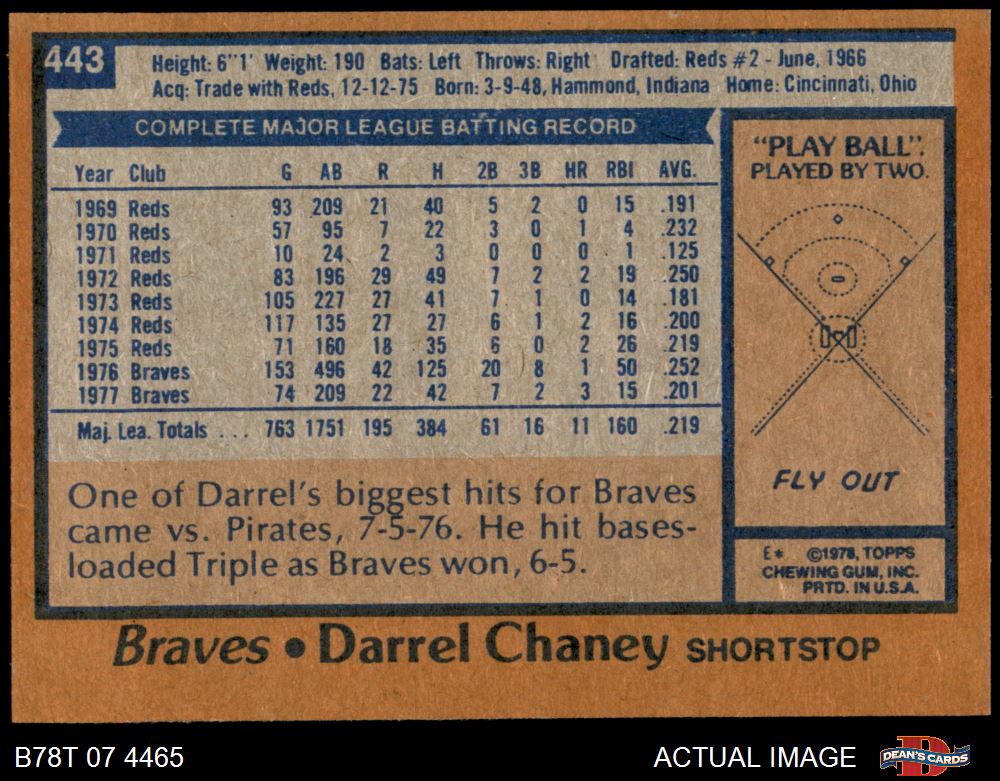 443
Height: 6"1' Weight: 190 Bats: Left Throws: Right Drafted: Reds #2 - June, 1966
Acq: Trade with Reds, 12-12-75 Born: 3-9-48, Hammond, Indiana Home: Cincinnati, Ohio
COMPLETE MAJOR LEAGUE BATTING RECORD
Year Club G AB R H 2B 3B HR RBI AVG.
1969 Reds 93 209 21 40 5 2 0 15 .191
1970 Reds 57 95 7 22 3 0 1 4 .232
1971 Reds 10 24 2 3 0 0 0 1 .125
1972 Reds 83 196 29 49 7 2 2 19 .250
1973 Reds 105 227 27 41 7 1 0 14 .181
1974 Reds 117 135 27 27 6 1 2 16 .200
1975 Reds 71 160 18 35 6 0 2 26 .219
1976 Braves 153 496 42 125 20 8 1 50 .252
1977 Braves 74 209 22 42 7 2 3 15 .201
Maj. Lea. Totals ... 763 1751 195 384 61 16 11 160 .219
One of Darrel's biggest hits for Braves
came vs. Pirates, 7-5-76. He hit bases-
loaded Triple as Braves won, 6-5.
"PLAY BALL".
PLAYED BY TWO.
FLY OUT
E* ©1978, TOPPS
CHEWING GUM, INC.
PRTD. IN U.S.A.
Braves • Darrel Chaney SHORTSTOP
B78T 07 4465
ACTUAL IMAGE
DEAN'S CARDS